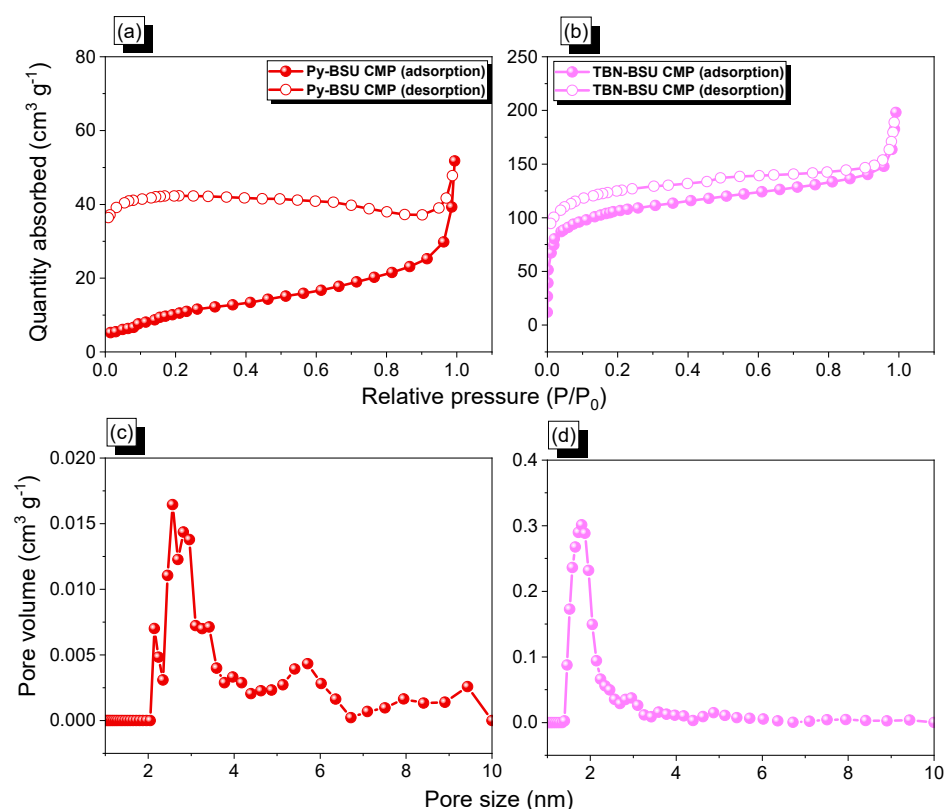 (a)
(b)
Quantity absorbed (cm³ g⁻¹)
80
60
40
20
0
Py-BSU CMP (adsorption)
Py-BSU CMP (desorption)
0.0 0.2 0.4 0.6 0.8 1.0
250
200
150
100
50
0
TBN-BSU CMP (adsorption)
TBN-BSU CMP (desorption)
0.0 0.2 0.4 0.6 0.8 1.0
Relative pressure (P/P₀)
(c)
(d)
Pore volume (cm³ g⁻¹)
0.020
0.015
0.010
0.005
0.000
2 4 6 8 10
0.4
0.3
0.2
0.1
0.0
2 4 6 8 10
Pore size (nm)